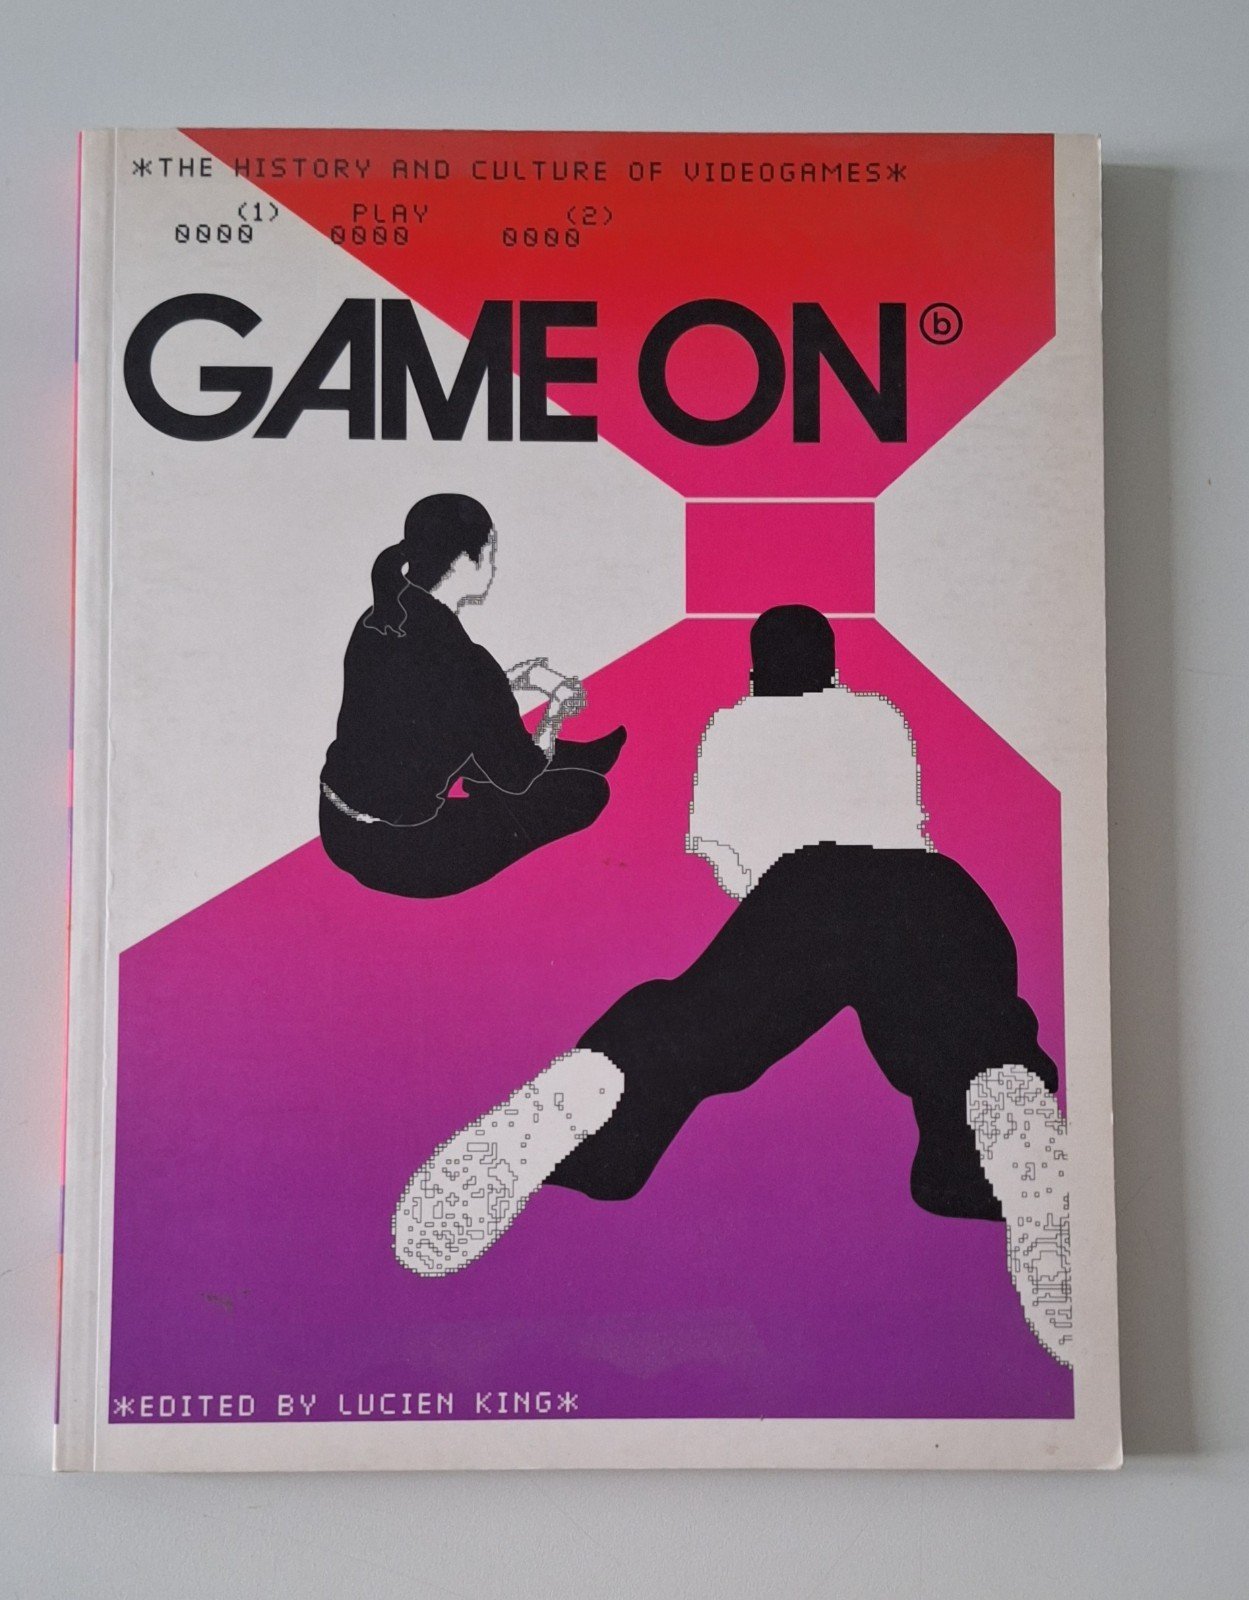 *THE HISTORY AND CULTURE OF VIDEOGAMES*
(1) PLAY (2)
0000 0000 0000
GAME ON ⓑ
*EDITED BY LUCIEN KING*